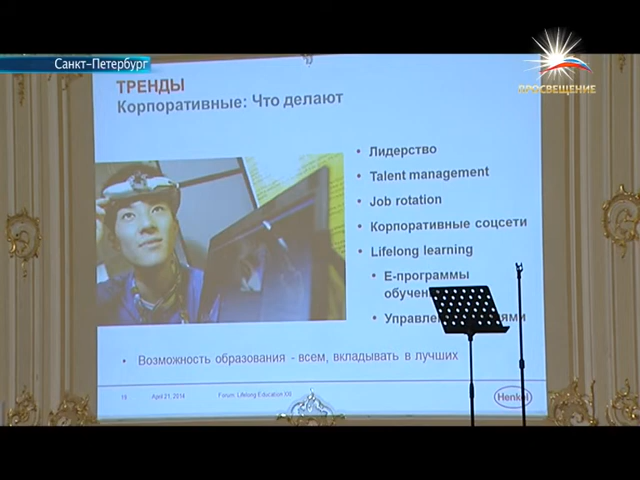 Санкт-Петербург
ПРОСВЕЩЕНИЕ
ТРЕНДЫ
Корпоративные: Что делают
• Лидерство
• Talent management
• Job rotation
• Корпоративные соцсети
• Lifelong learning
• Е-программы
• Возможность образования - всем, вкладывать в лучших
April 21, 2014
Forum: Lifelong Education XXI
Henkel